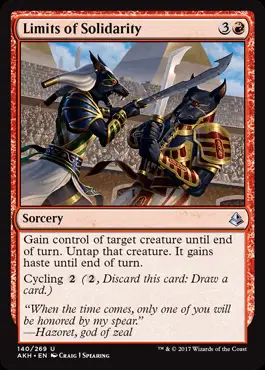 Limits of Solidarity 3
Sorcery
Gain control of target creature until end
of turn. Untap that creature. It gains
haste until end of turn.
Cycling 2 (2, Discard this card: Draw a
card.)
“When the time comes, only one of you will
be honored by my spear.”
—Hazoret, god of zeal
140/269 U
AKH • EN Craig J Spearing
™ & © 2017 Wizards of the Coast